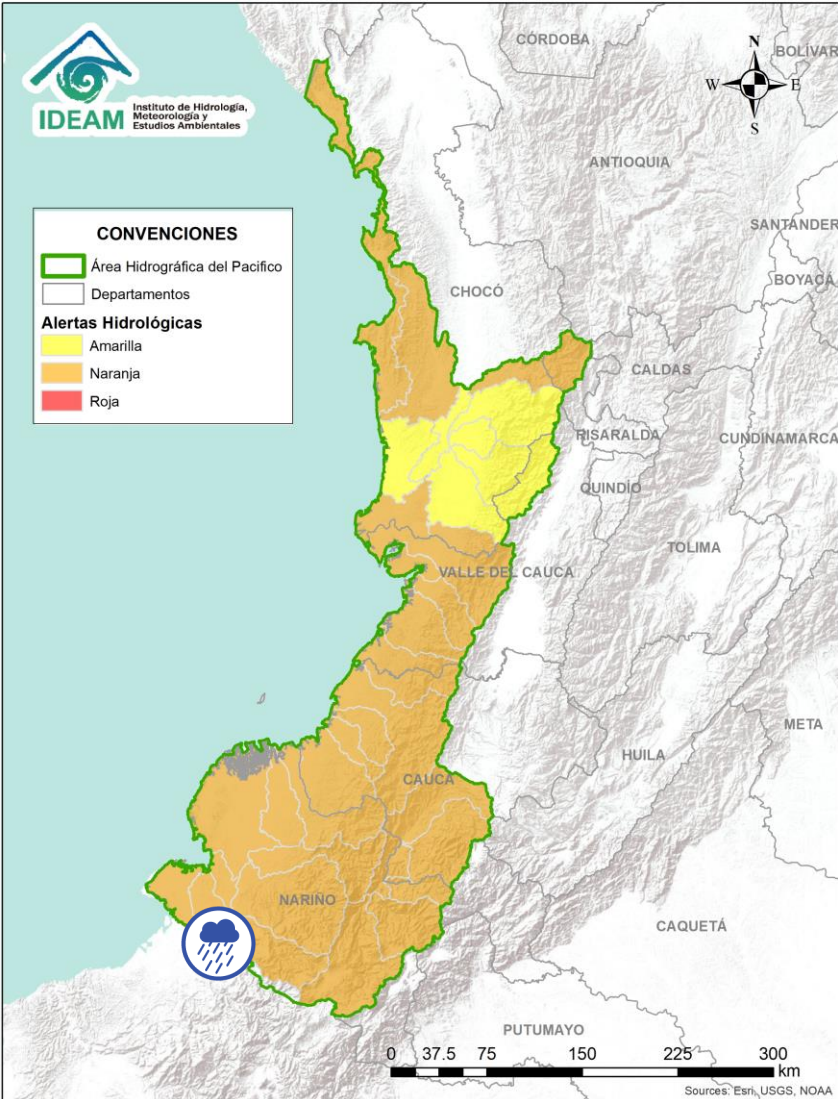 IDEAM
Instituto de Hidrología,
Meteorología y
Estudios Ambientales
CÓRDOBA
BOLÍVAR
N
W
E
S
ANTIOQUIA
SANTANDER
BOYACÁ
CONVENCIONES
Área Hidrográfica del Pacifico
Departamentos
Alertas Hidrológicas
Amarilla
Naranja
Roja
CHOCÓ
CALDAS
RISARALDA
CUNDINAMARCA
QUINDÍO
TOLIMA
VALLE DEL CAUCA
META
HUILA
CAUCA
NARIÑO
CAQUETÁ
PUTUMAYO
0 37.5 75 150 225 300
km
Sources: Esri, USGS, NOAA